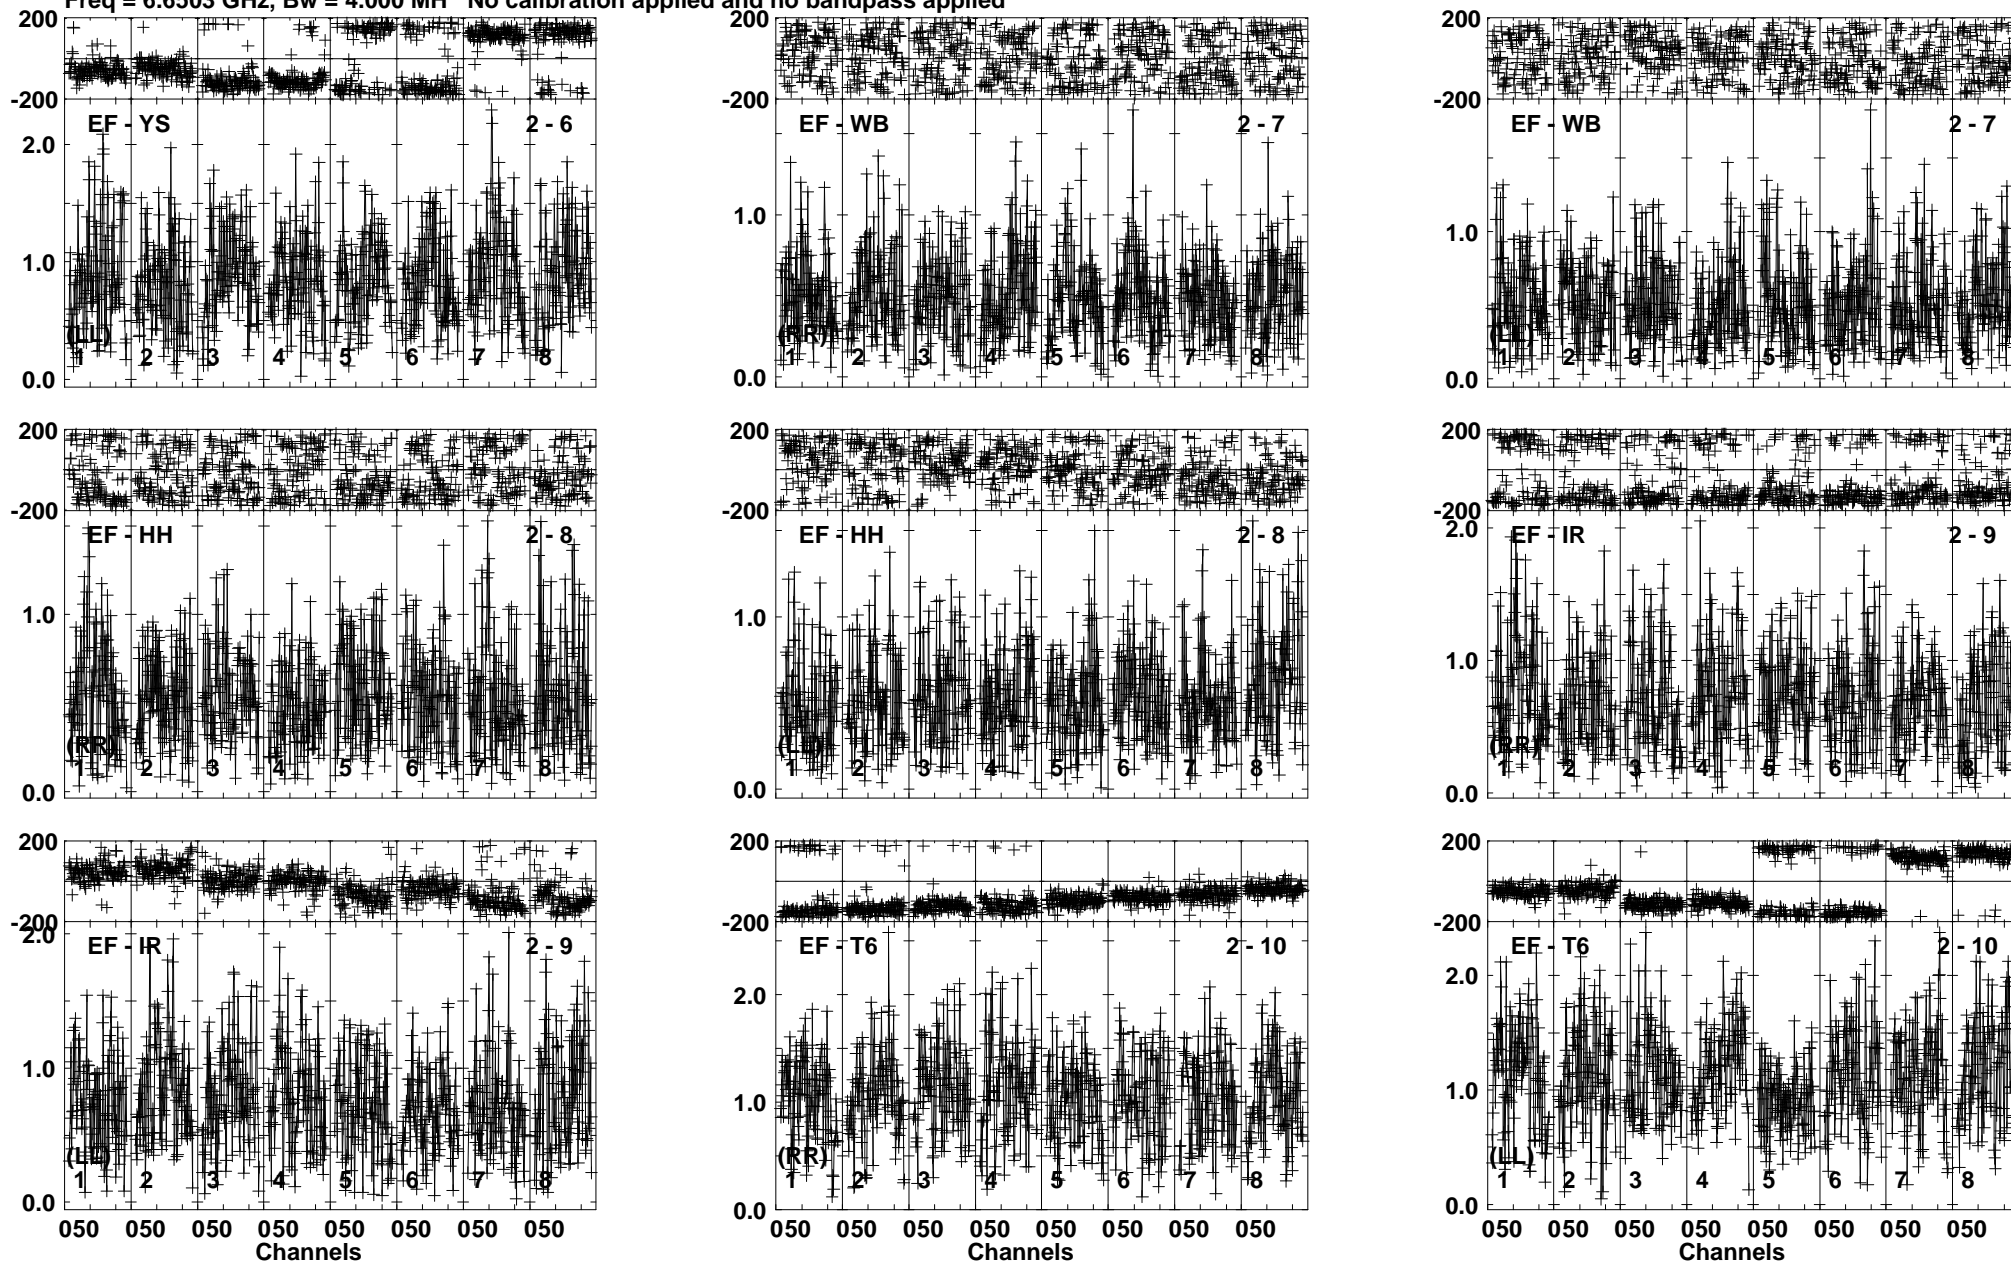 Freq = 6.6503 GHz, Bw = 4.000 MH No calibration applied and no bandpass applied
200
-200
EF - YS 2 - 6
2.0
1.0
0.0
(LL)
1 2 3 4 5 6 7 8
200
-200
EF - WB 2 - 7
1.0
0.0
(RR)
1 2 3 4 5 6 7 8
200
-200
EF - WB 2 - 7
1.0
0.0
(LL)
1 2 3 4 5 6 7 8
200
-200
EF - HH 2 - 8
1.0
0.0
(RR)
1 2 3 4 5 6 7 8
200
-200
EF - HH 2 - 8
1.0
0.0
(LL)
1 2 3 4 5 6 7 8
200
-200
EF - IR 2 - 9
2.0
1.0
0.0
(RR)
1 2 3 4 5 6 7 8
200
-200
EF - IR 2 - 9
2.0
1.0
0.0
(LL)
1 2 3 4 5 6 7 8
050 050 050 050 050 050 050 050
Channels
200
-200
EF - T6 2 - 10
2.0
1.0
0.0
(RR)
1 2 3 4 5 6 7 8
050 050 050 050 050 050 050 050
Channels
200
-200
EF - T6 2 - 10
2.0
1.0
0.0
(LL)
1 2 3 4 5 6 7 8
050 050 050 050 050 050 050 050
Channels